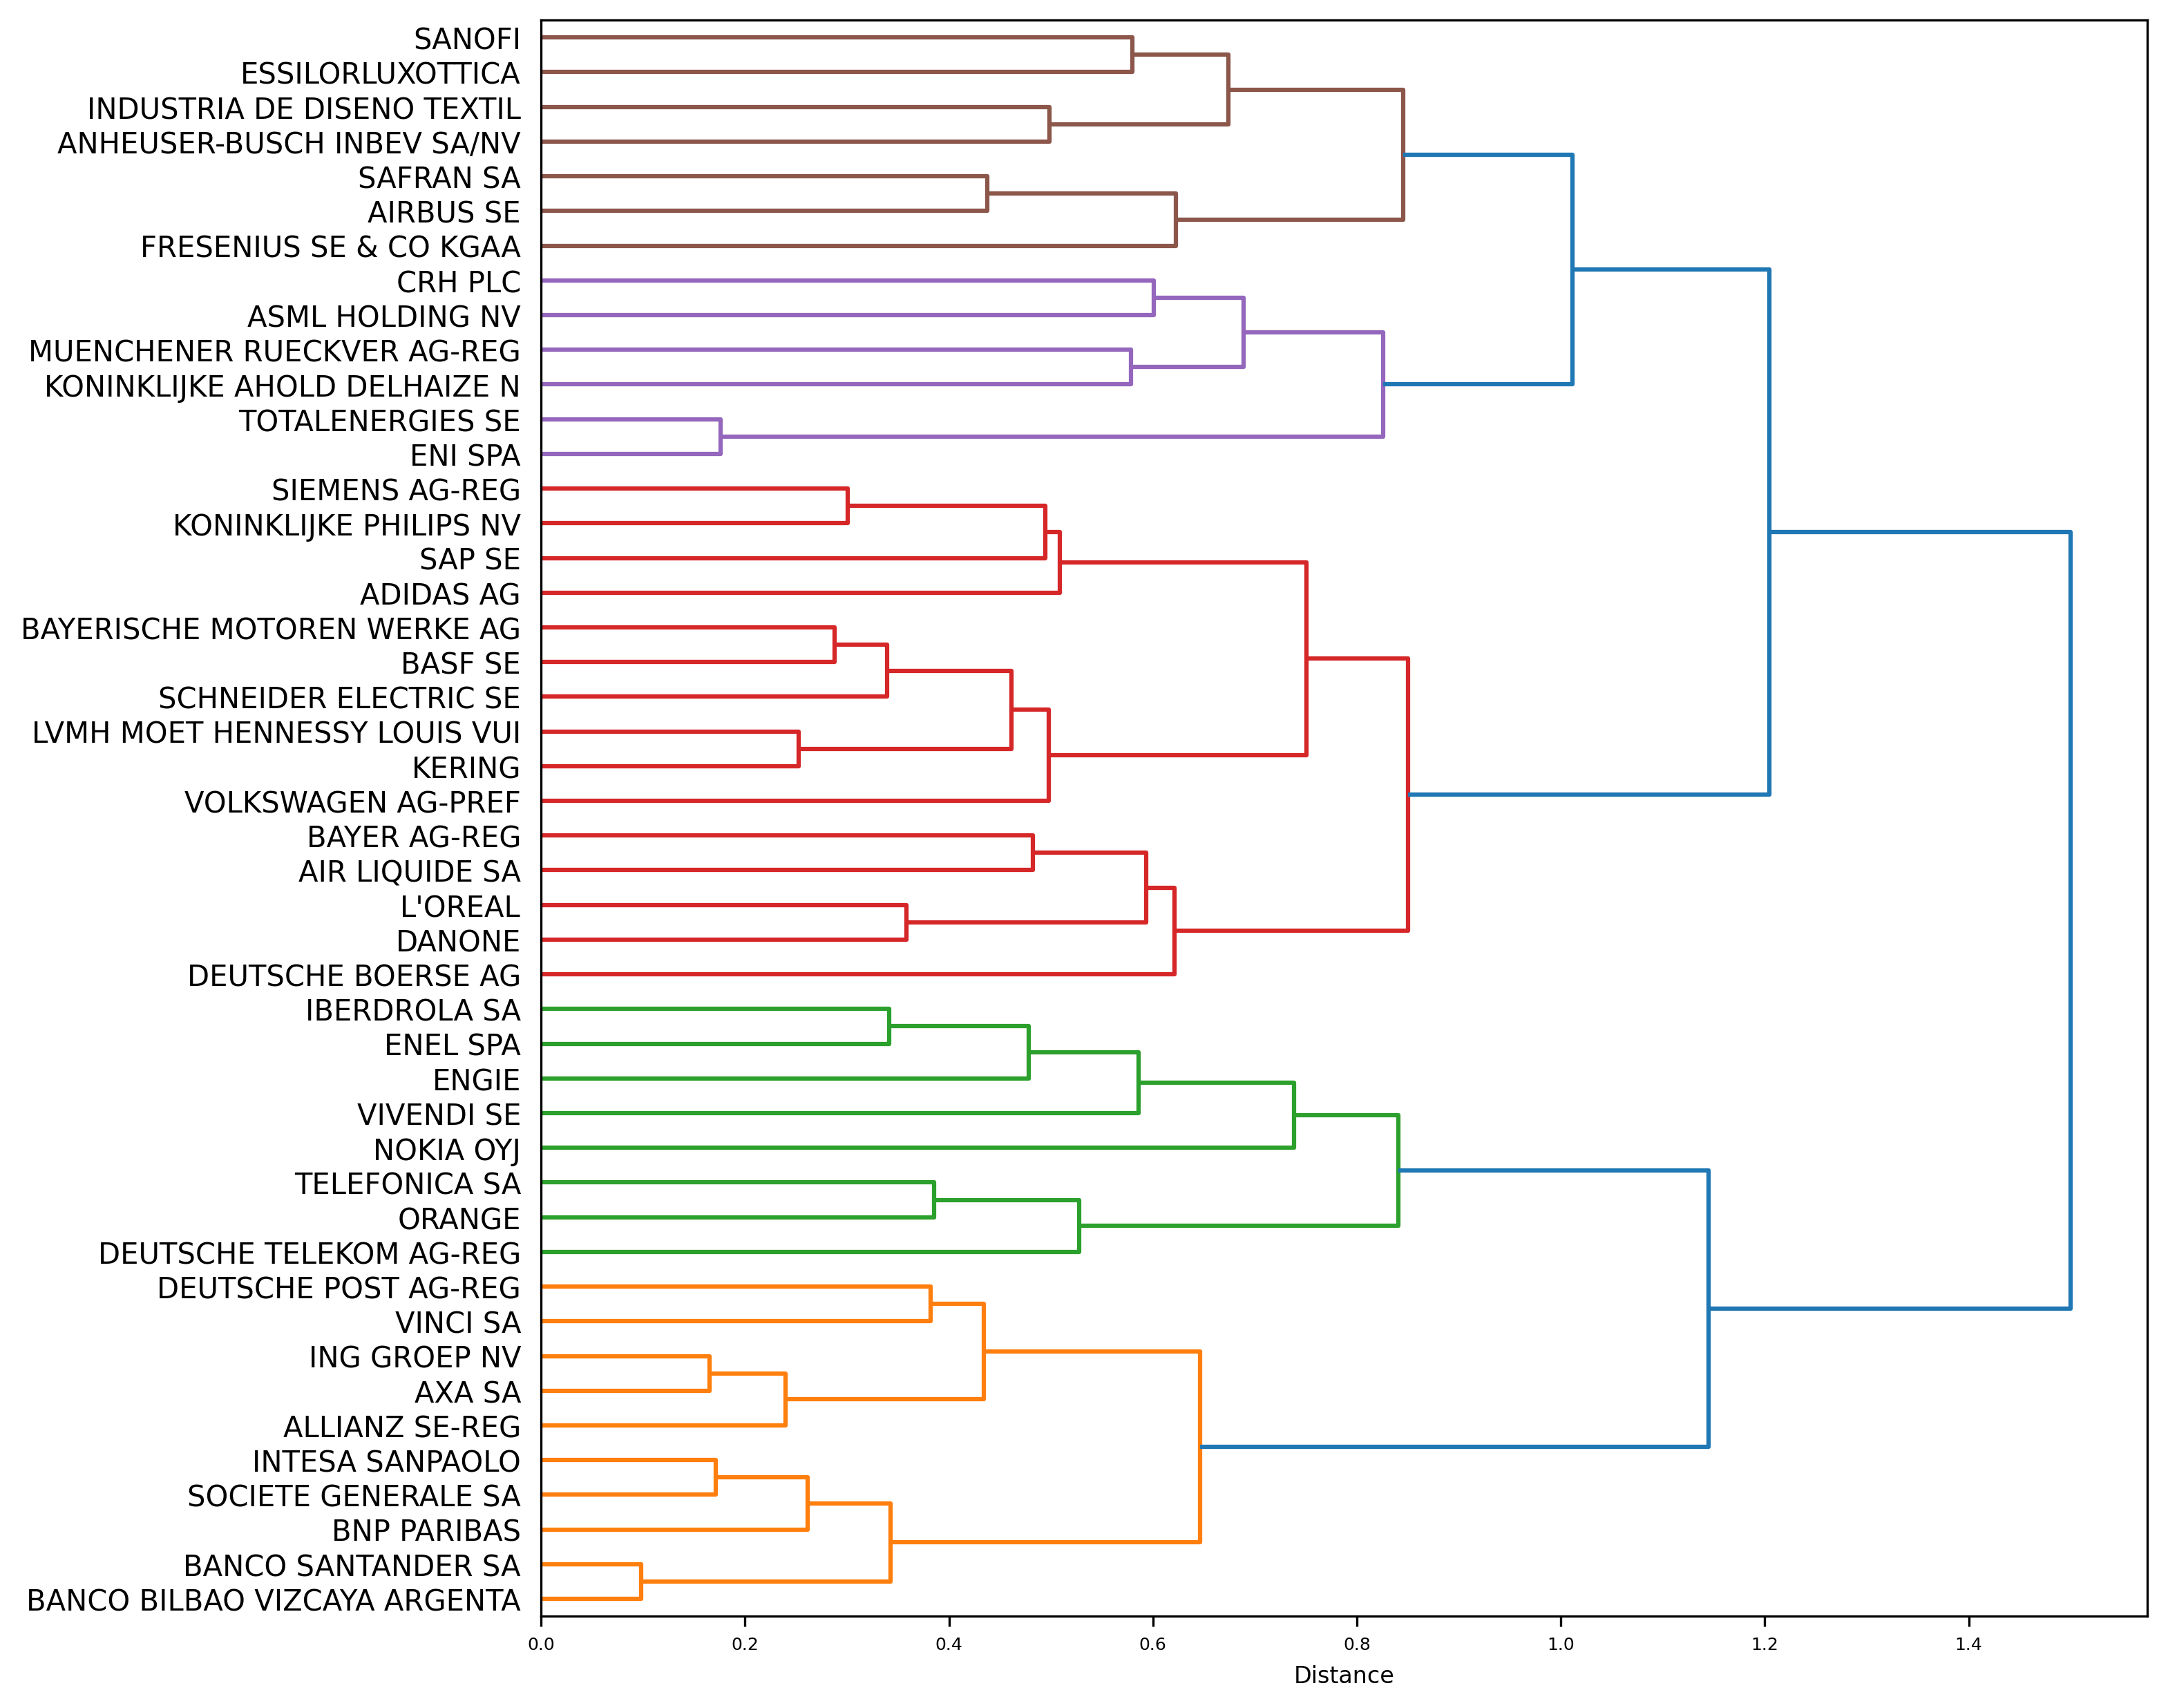 SANOFI
ESSILORLUXOTTICA
INDUSTRIA DE DISENO TEXTIL
ANHEUSER-BUSCH INBEV SA/NV
SAFRAN SA
AIRBUS SE
FRESENIUS SE & CO KGAA
CRH PLC
ASML HOLDING NV
MUENCHENER RUECKVER AG-REG
KONINKLIJKE AHOLD DELHAIZE N
TOTALENERGIES SE
ENI SPA
SIEMENS AG-REG
KONINKLIJKE PHILIPS NV
SAP SE
ADIDAS AG
BAYERISCHE MOTOREN WERKE AG
BASF SE
SCHNEIDER ELECTRIC SE
LVMH MOET HENNESSY LOUIS VUI
KERING
VOLKSWAGEN AG-PREF
BAYER AG-REG
AIR LIQUIDE SA
L'OREAL
DANONE
DEUTSCHE BOERSE AG
IBERDROLA SA
ENEL SPA
ENGIE
VIVENDI SE
NOKIA OYJ
TELEFONICA SA
ORANGE
DEUTSCHE TELEKOM AG-REG
DEUTSCHE POST AG-REG
VINCI SA
ING GROEP NV
AXA SA
ALLIANZ SE-REG
INTESA SANPAOLO
SOCIETE GENERALE SA
BNP PARIBAS
BANCO SANTANDER SA
BANCO BILBAO VIZCAYA ARGENTA
0.0 0.2 0.4 0.6 0.8 1.0 1.2 1.4
Distance